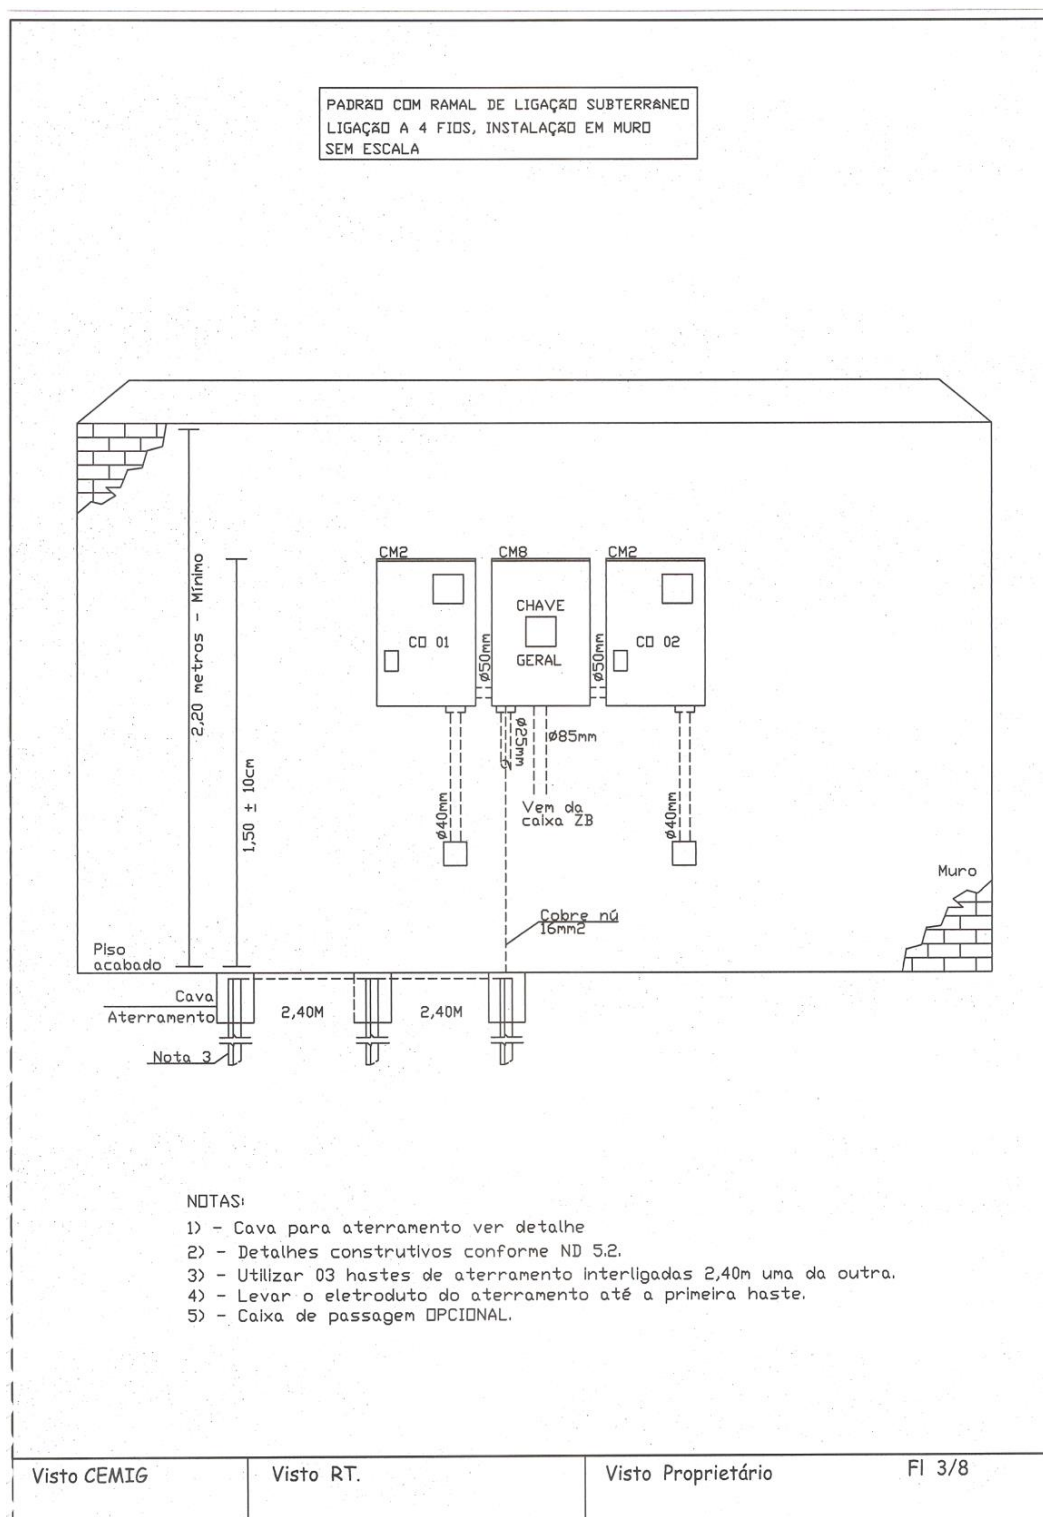 PADRÃO COM RAMAL DE LIGAÇÃO SUBTERRÂNEO
LIGAÇÃO A 4 FIOS, INSTALAÇÃO EM MURO
SEM ESCALA
2,20 metros - Mínimo
1,50 ± 10cm
CM2
CM8
CM2
CHAVE
GERAL
CD 01
CD 02
ø50mm
ø50mm
ø25mm
ø85mm
Vem da
caixa ZB
ø40mm
ø40mm
Muro
Cobre nú
16mm2
Piso
acabado
Cava
Aterramento
2,40M
2,40M
Nota 3
NOTAS:
1) - Cava para aterramento ver detalhe
2) - Detalhes construtivos conforme ND 5.2.
3) - Utilizar 03 hastes de aterramento interligadas 2,40m uma da outra.
4) - Levar o eletroduto do aterramento até a primeira haste.
5) - Caixa de passagem OPCIONAL.
Visto CEMIG
Visto RT.
Visto Proprietário
Fl 3/8